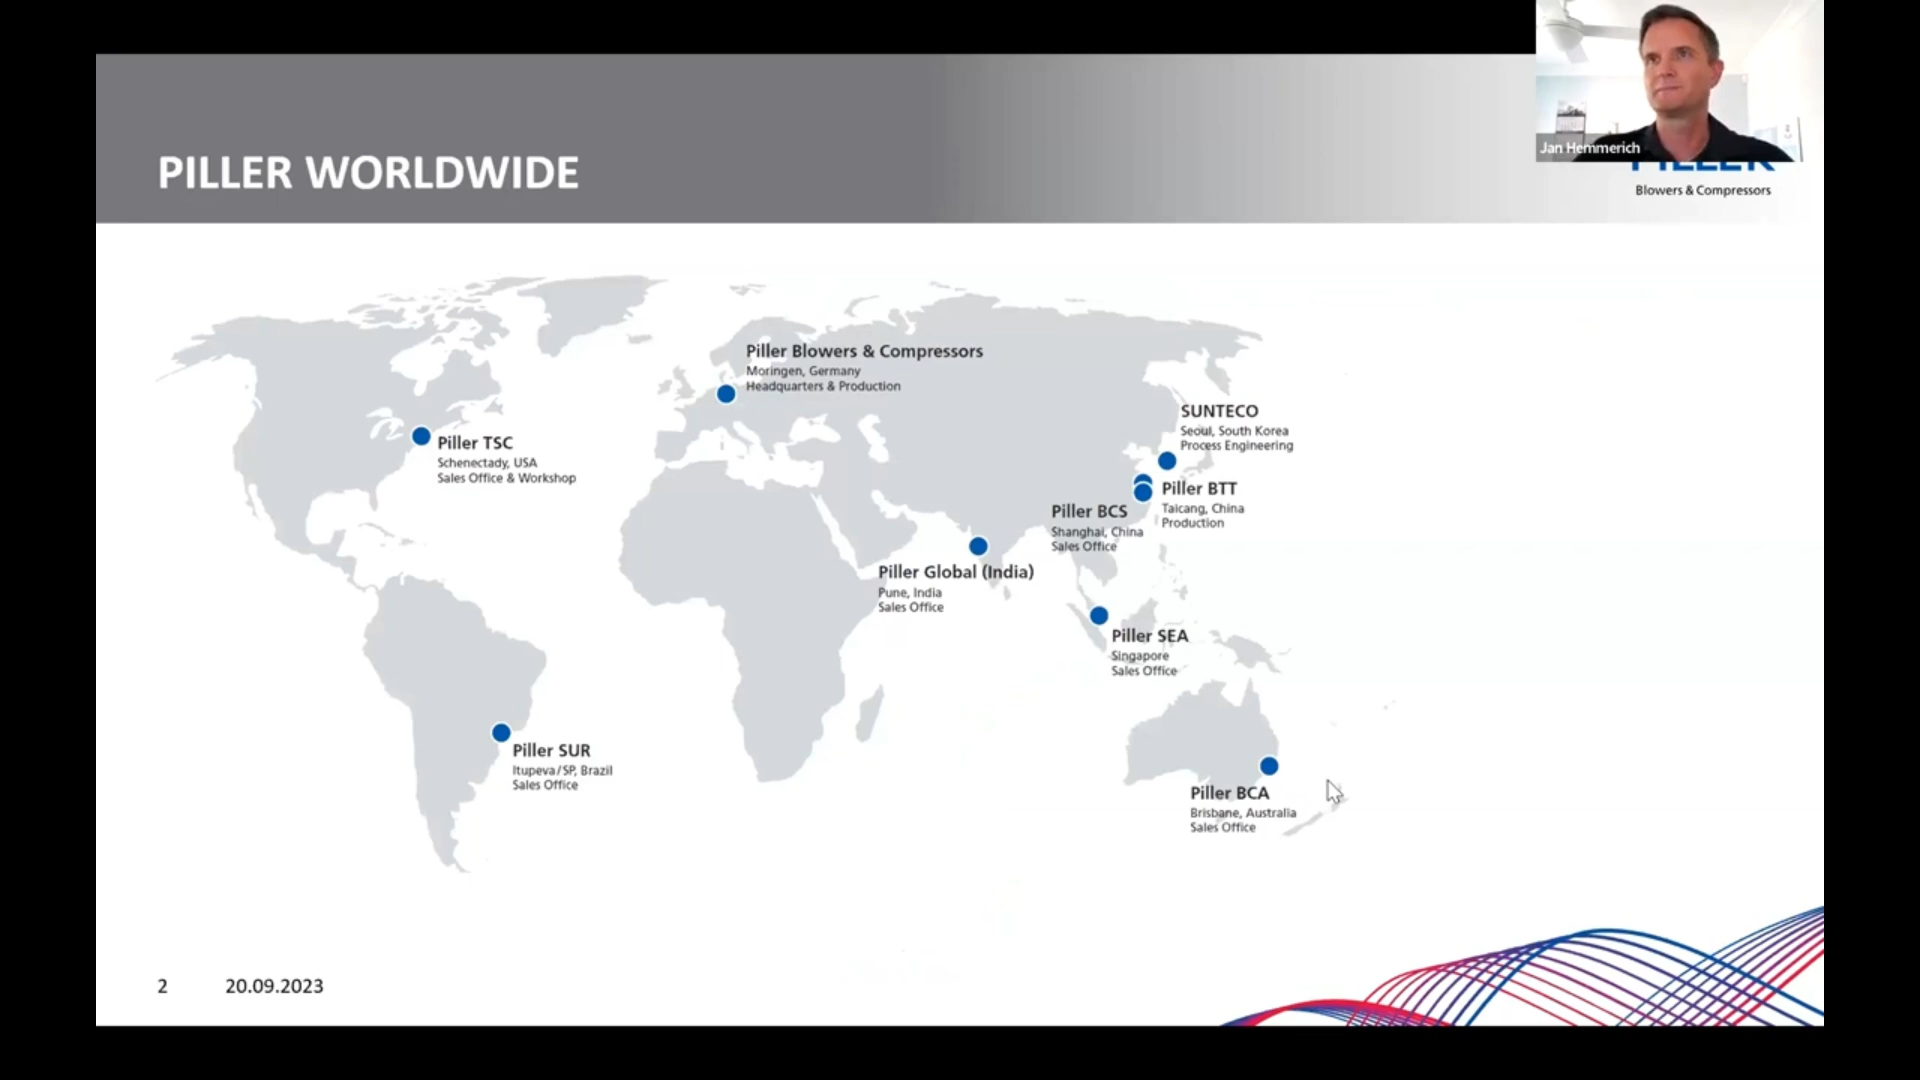 Jan Hemmerich
PILLER WORLDWIDE
PILLER
Blowers & Compressors
Piller Blowers & Compressors
Moringen, Germany
Headquarters & Production
SUNTECO
Seoul, South Korea
Process Engineering
Piller TSC
Schenectady, USA
Sales Office & Workshop
Piller BTT
Taicang, China
Production
Piller BCS
Shanghai, China
Sales Office
Piller Global (India)
Pune, India
Sales Office
Piller SEA
Singapore
Sales Office
Piller SUR
Itupeva/SP, Brazil
Sales Office
Piller BCA
Brisbane, Australia
Sales Office
2
20.09.2023